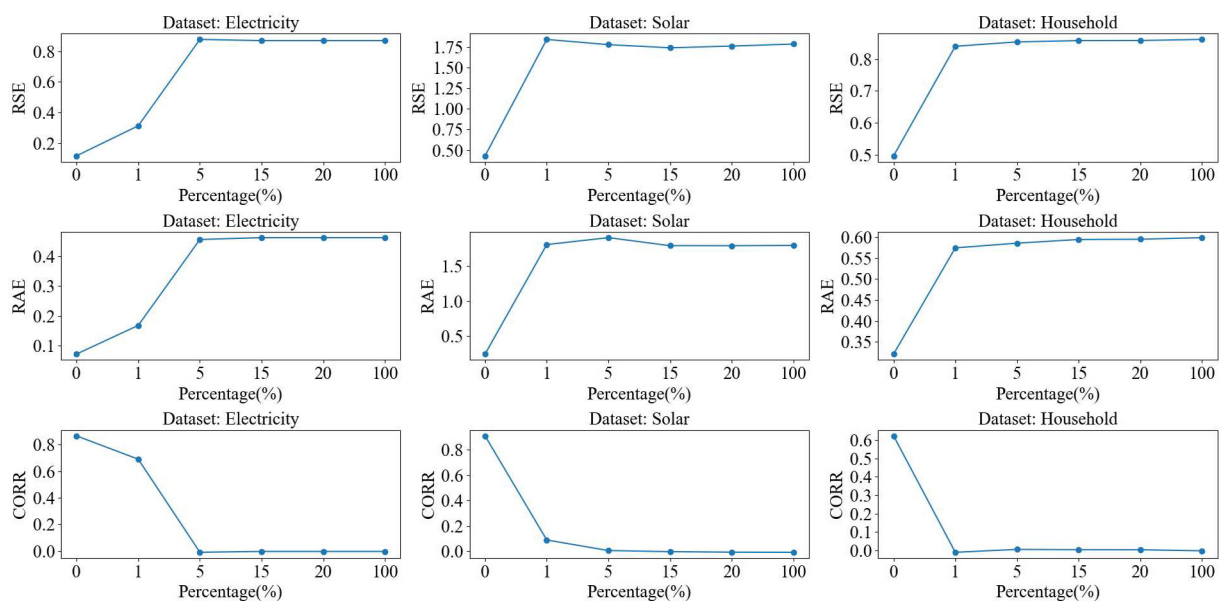 Dataset: Electricity
RSE
0.8
0.6
0.4
0.2
0 1 5 15 20 100
Percentage(%)
Dataset: Solar
RSE
1.75
1.50
1.25
1.00
0.75
0.50
0 1 5 15 20 100
Percentage(%)
Dataset: Household
RSE
0.8
0.7
0.6
0.5
0 1 5 15 20 100
Percentage(%)
Dataset: Electricity
RAE
0.4
0.3
0.2
0.1
0 1 5 15 20 100
Percentage(%)
Dataset: Solar
RAE
1.5
1.0
0.5
0 1 5 15 20 100
Percentage(%)
Dataset: Household
RAE
0.60
0.55
0.50
0.45
0.40
0.35
0 1 5 15 20 100
Percentage(%)
Dataset: Electricity
CORR
0.8
0.6
0.4
0.2
0.0
0 1 5 15 20 100
Percentage(%)
Dataset: Solar
CORR
0.8
0.6
0.4
0.2
0.0
0 1 5 15 20 100
Percentage(%)
Dataset: Household
CORR
0.6
0.5
0.4
0.3
0.2
0.1
0.0
0 1 5 15 20 100
Percentage(%)